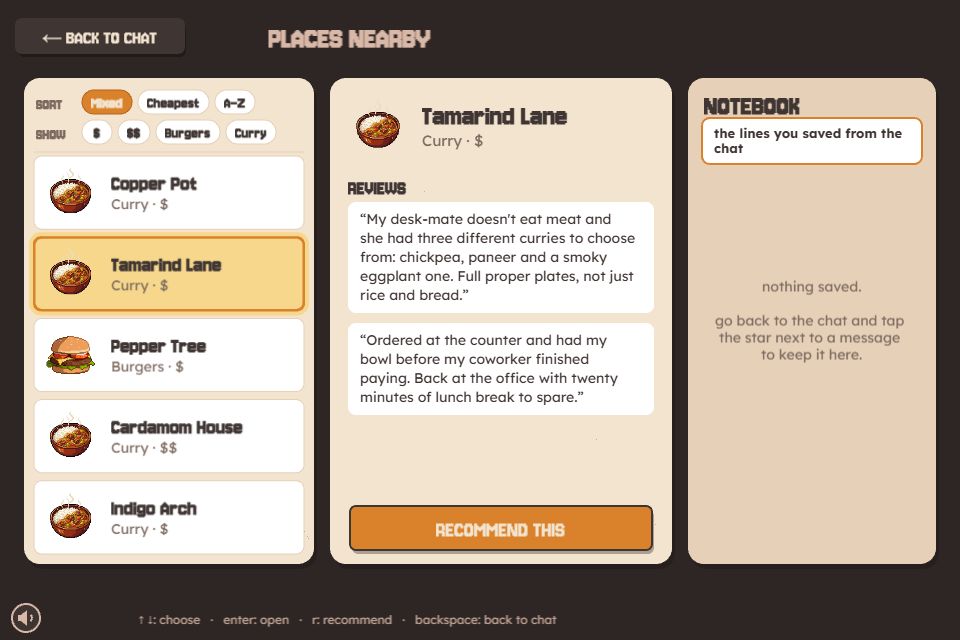 ← BACK TO CHAT
PLACES NEARBY
SORT
Mixed
Cheapest
A-Z
SHOW
$
$$
Burgers
Curry
Copper Pot
Curry · $
Tamarind Lane
Curry · $
Pepper Tree
Burgers · $
Cardamom House
Curry · $$
Indigo Arch
Curry · $
Tamarind Lane
Curry · $
REVIEWS
“My desk-mate doesn't eat meat and
she had three different curries to choose
from: chickpea, paneer and a smoky
eggplant one. Full proper plates, not just
rice and bread.”
“Ordered at the counter and had my
bowl before my coworker finished
paying. Back at the office with twenty
minutes of lunch break to spare.”
RECOMMEND THIS
NOTEBOOK
the lines you saved from the
chat
nothing saved.
go back to the chat and tap
the star next to a message
to keep it here.
↑ ↓: choose · enter: open · r: recommend · backspace: back to chat